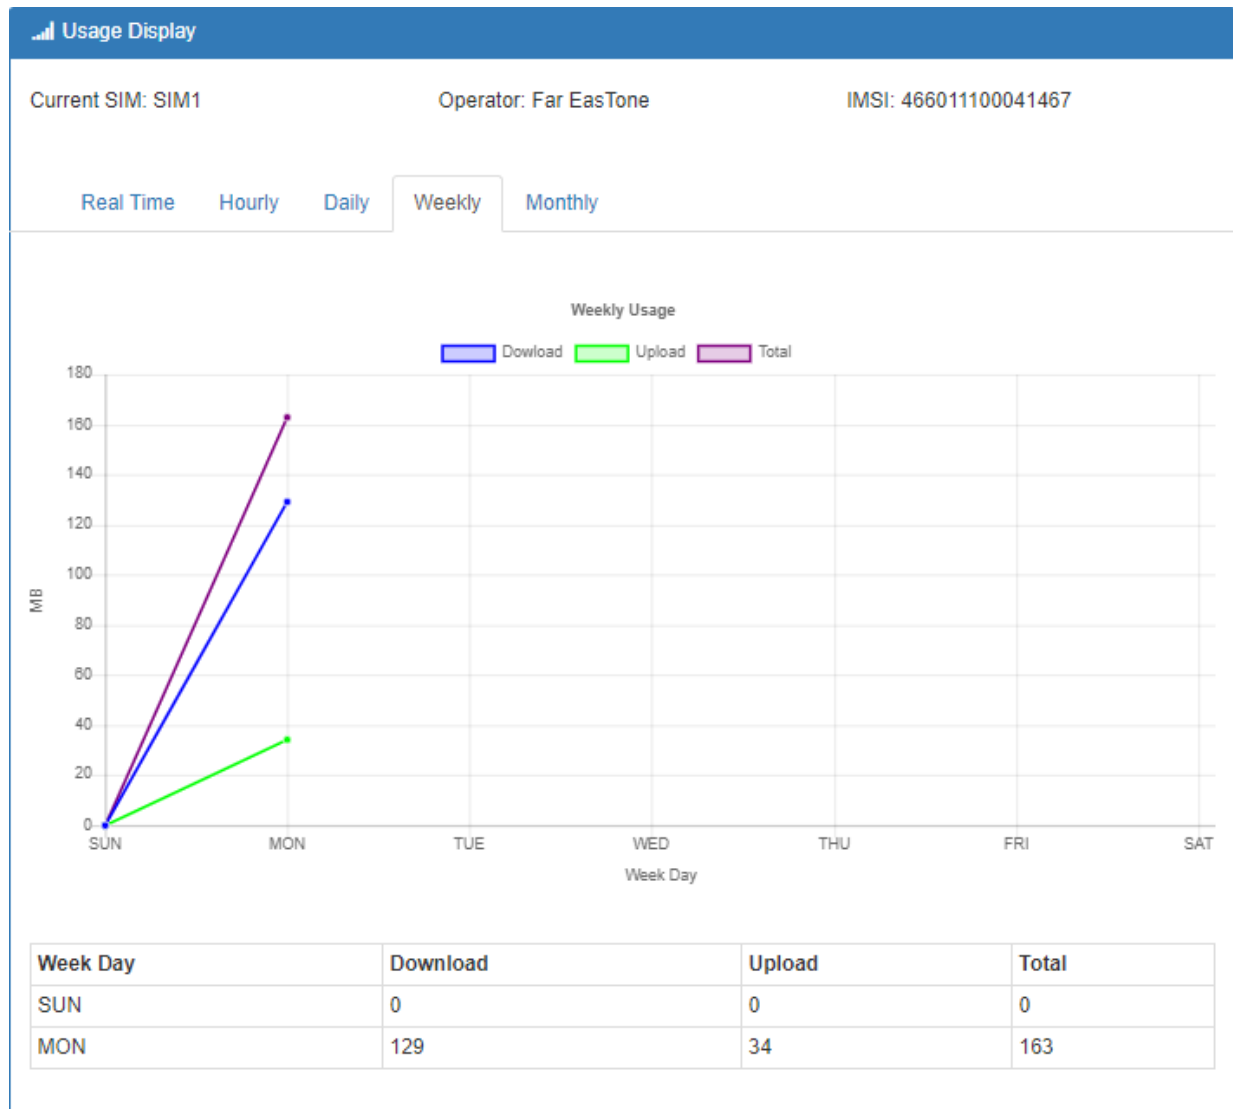 Usage Display
Current SIM: SIM1 Operator: Far EasTone IMSI: 466011100041467
Real Time Hourly Daily Weekly Monthly
Weekly Usage
Dowload Upload Total
180
160
140
120
100
80
60
40
20
0
MB
SUN MON TUE WED THU FRI SAT
Week Day
Week Day Download Upload Total
SUN 0 0 0
MON 129 34 163